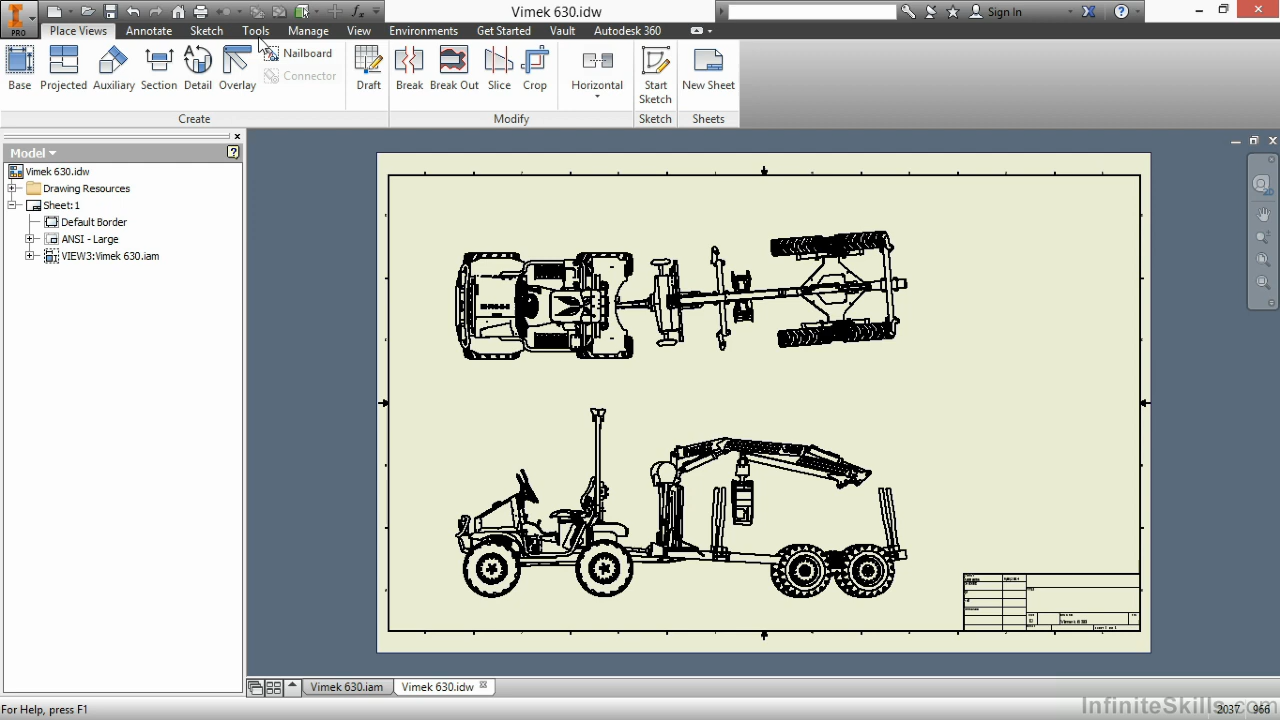 Vimek 630.idw
Sign In
PRO
Place Views
Annotate
Sketch
Tools
Manage
View
Environments
Get Started
Vault
Autodesk 360
Base
Projected
Auxiliary
Section
Detail
Overlay
Nailboard
Connector
Draft
Break
Break Out
Slice
Crop
Horizontal
Start
Sketch
New Sheet
Create
Modify
Sketch
Sheets
Model
Vimek 630.idw
Drawing Resources
Sheet:1
Default Border
ANSI - Large
VIEW3:Vimek 630.iam
Vimek 630.iam
Vimek 630.idw
For Help, press F1
2037
966
InfiniteSkills.com